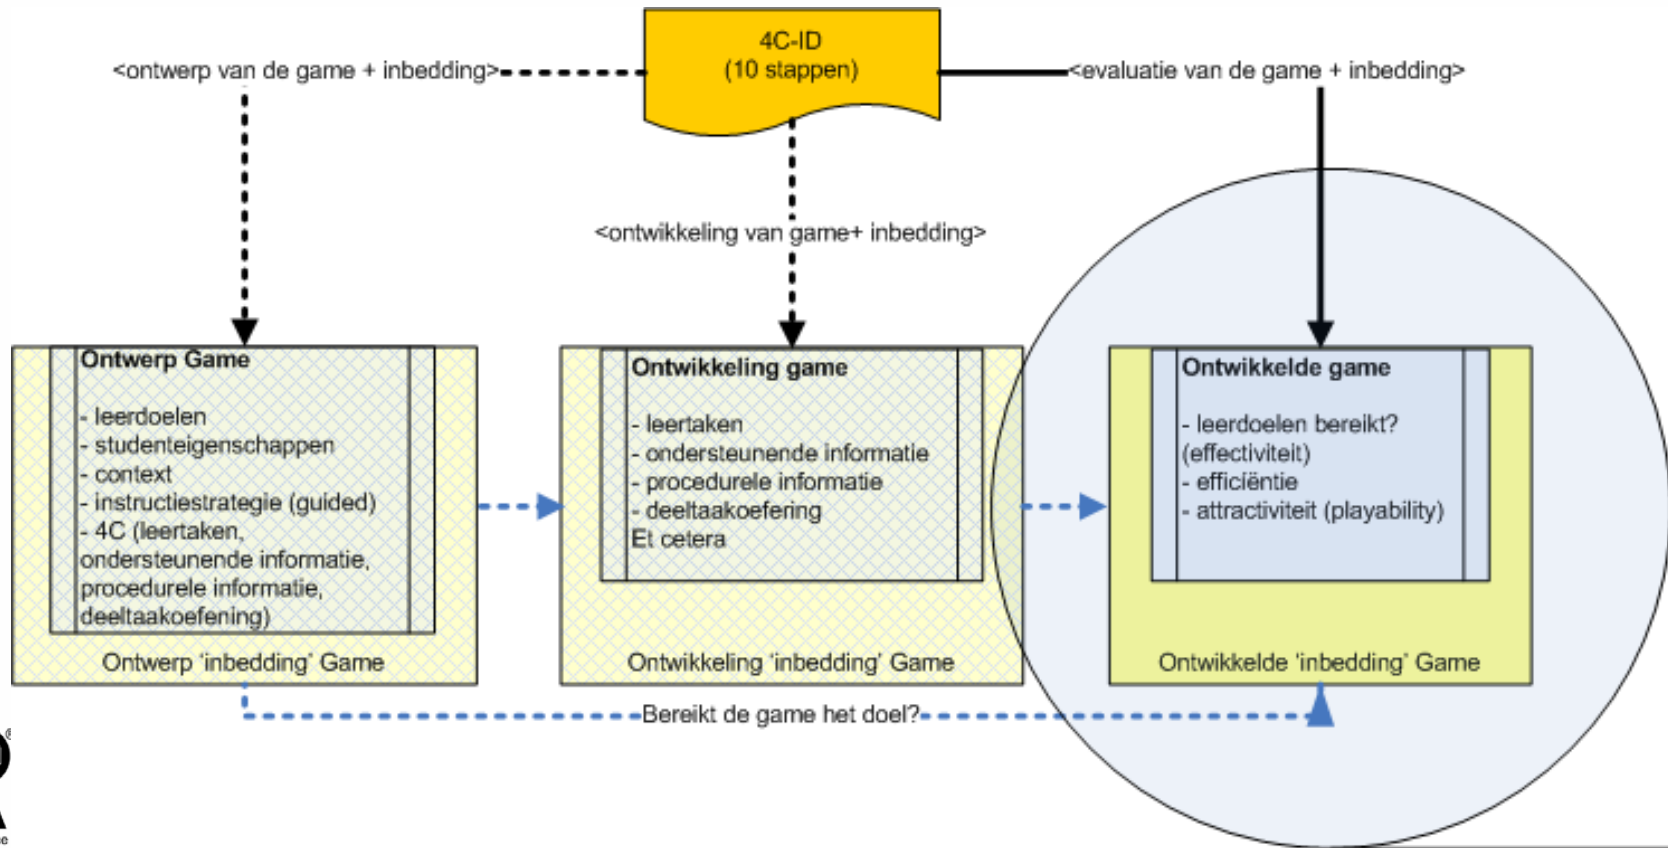 4C-ID
(10 stappen)
<ontwerp van de game + inbedding>
<evaluatie van de game + inbedding>
<ontwikkeling van game+ inbedding>
Ontwerp Game
- leerdoelen
- studenteigenschappen
- context
- instructiestrategie (guided)
- 4C (leertaken,
ondersteunende informatie,
procedurele informatie,
deeltaakoefening)
Ontwerp 'inbedding' Game
Ontwikkeling game
- leertaken
- ondersteunende informatie
- procedurele informatie
- deeltaakoefering
Et cetera
Ontwikkeling 'inbedding' Game
Ontwikkelde game
- leerdoelen bereikt?
(effectiviteit)
- efficiëntie
- attractiviteit (playability)
Ontwikkelde 'inbedding' Game
Bereikt de game het doel?